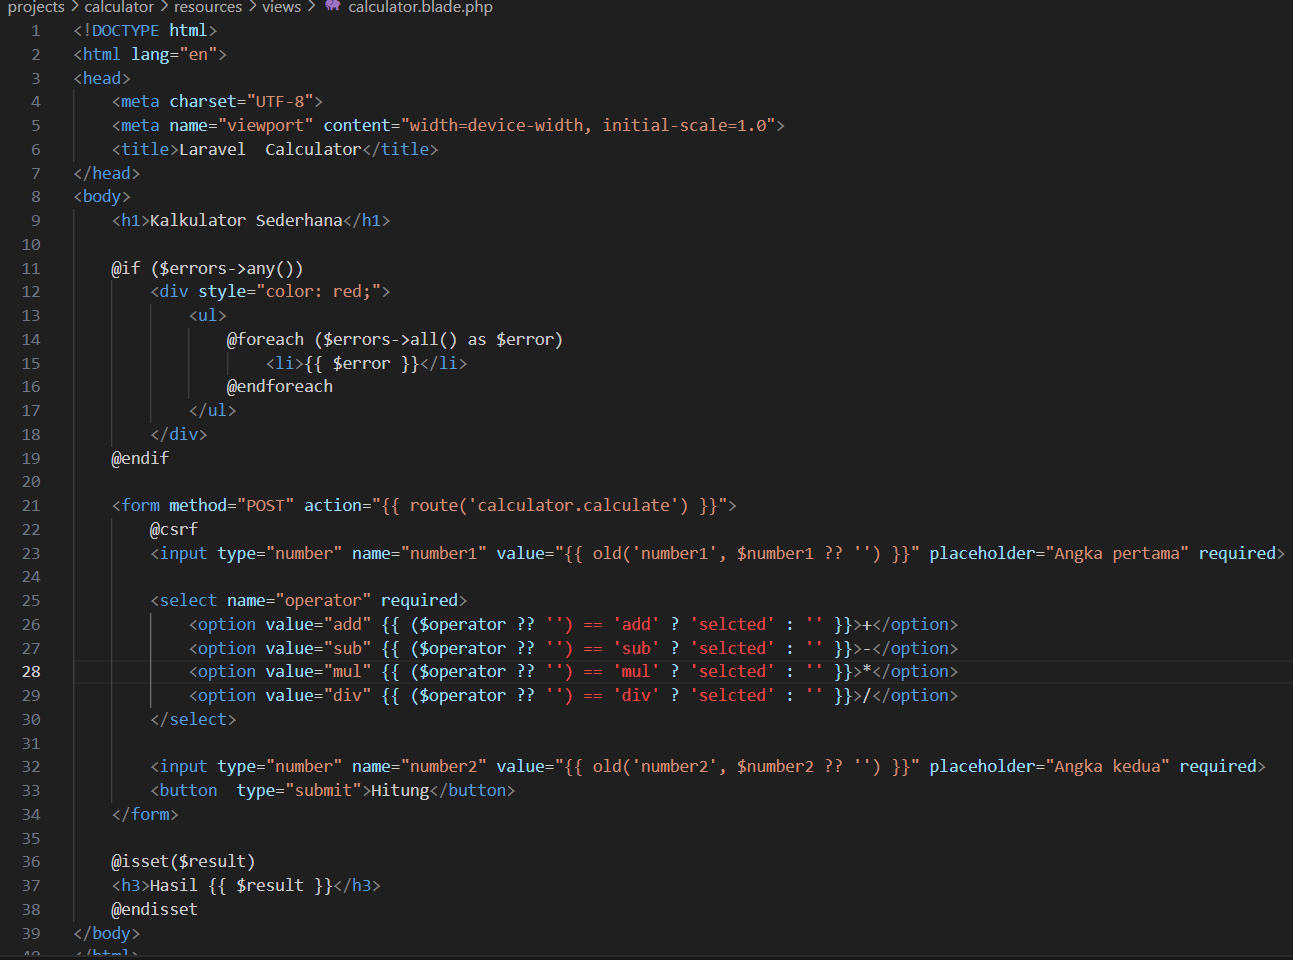 projects > calculator > resources > views > calculator.blade.php
1 <!DOCTYPE html>
2 <html lang="en">
3 <head>
4     <meta charset="UTF-8">
5     <meta name="viewport" content="width=device-width, initial-scale=1.0">
6     <title>Laravel  Calculator</title>
7 </head>
8 <body>
9     <h1>Kalkulator Sederhana</h1>
10
11     @if ($errors->any())
12         <div style="color: red;">
13             <ul>
14                 @foreach ($errors->all() as $error)
15                     <li>{{ $error }}</li>
16                 @endforeach
17             </ul>
18         </div>
19     @endif
20
21     <form method="POST" action="{{ route('calculator.calculate') }}">
22         @csrf
23         <input type="number" name="number1" value="{{ old('number1', $number1 ?? '') }}" placeholder="Angka pertama" required>
24
25         <select name="operator" required>
26             <option value="add" {{ ($operator ?? '') == 'add' ? 'selcted' : '' }}>+</option>
27             <option value="sub" {{ ($operator ?? '') == 'sub' ? 'selcted' : '' }}>-</option>
28             <option value="mul" {{ ($operator ?? '') == 'mul' ? 'selcted' : '' }}>*</option>
29             <option value="div" {{ ($operator ?? '') == 'div' ? 'selcted' : '' }}>/</option>
30         </select>
31
32         <input type="number" name="number2" value="{{ old('number2', $number2 ?? '') }}" placeholder="Angka kedua" required>
33         <button  type="submit">Hitung</button>
34     </form>
35
36     @isset($result)
37     <h3>Hasil {{ $result }}</h3>
38     @endisset
39 </body>
40 </html>